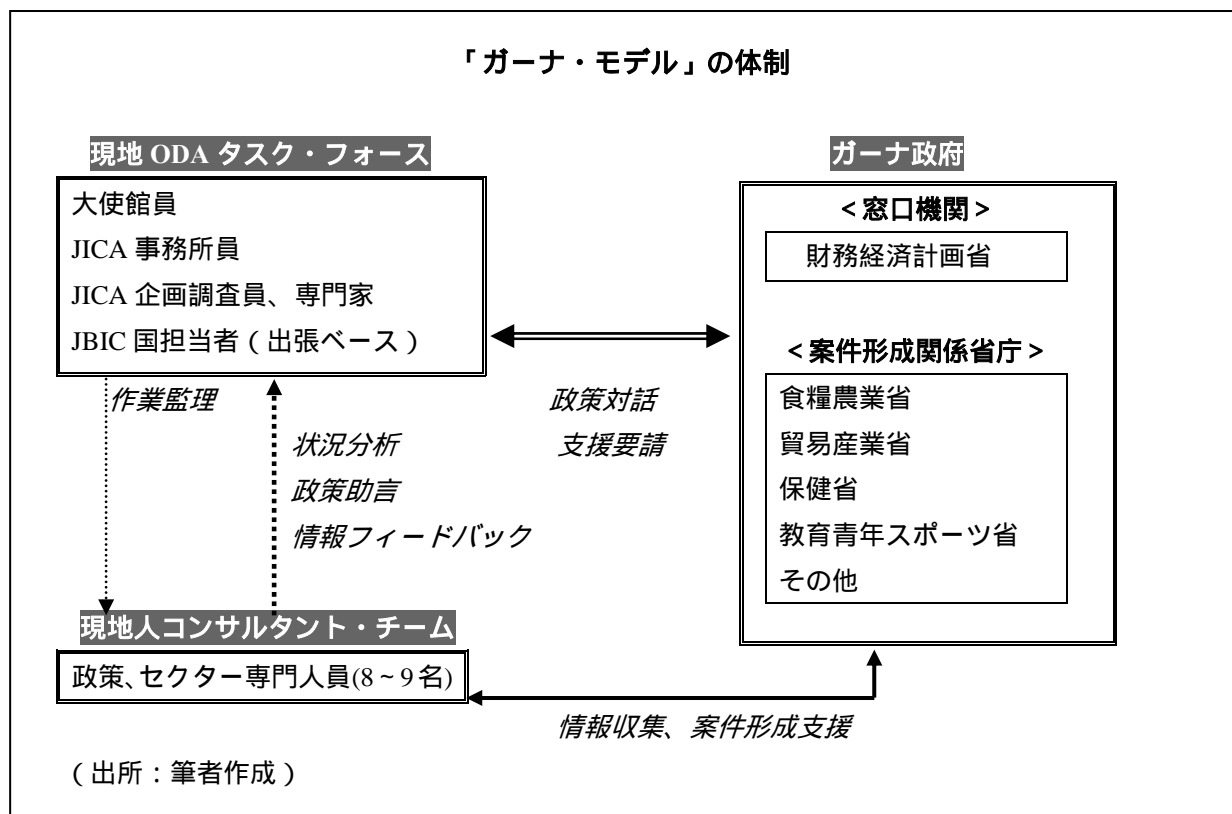 「ガーナ・モデル」の体制
現地 ODA タスク・フォース
大使館員
JICA 事務所員
JICA 企画調査員、専門家
JBIC 国担当者（出張ベース）
ガーナ政府
＜窓口機関＞
財務経済計画省
＜案件形成関係省庁＞
食糧農業省
貿易産業省
保健省
教育青年スポーツ省
その他
作業監理
状況分析
政策助言
情報フィードバック
政策対話
支援要請
現地人コンサルタント・チーム
政策、セクター専門人員(8～9名)
情報収集、案件形成支援
（出所：筆者作成）